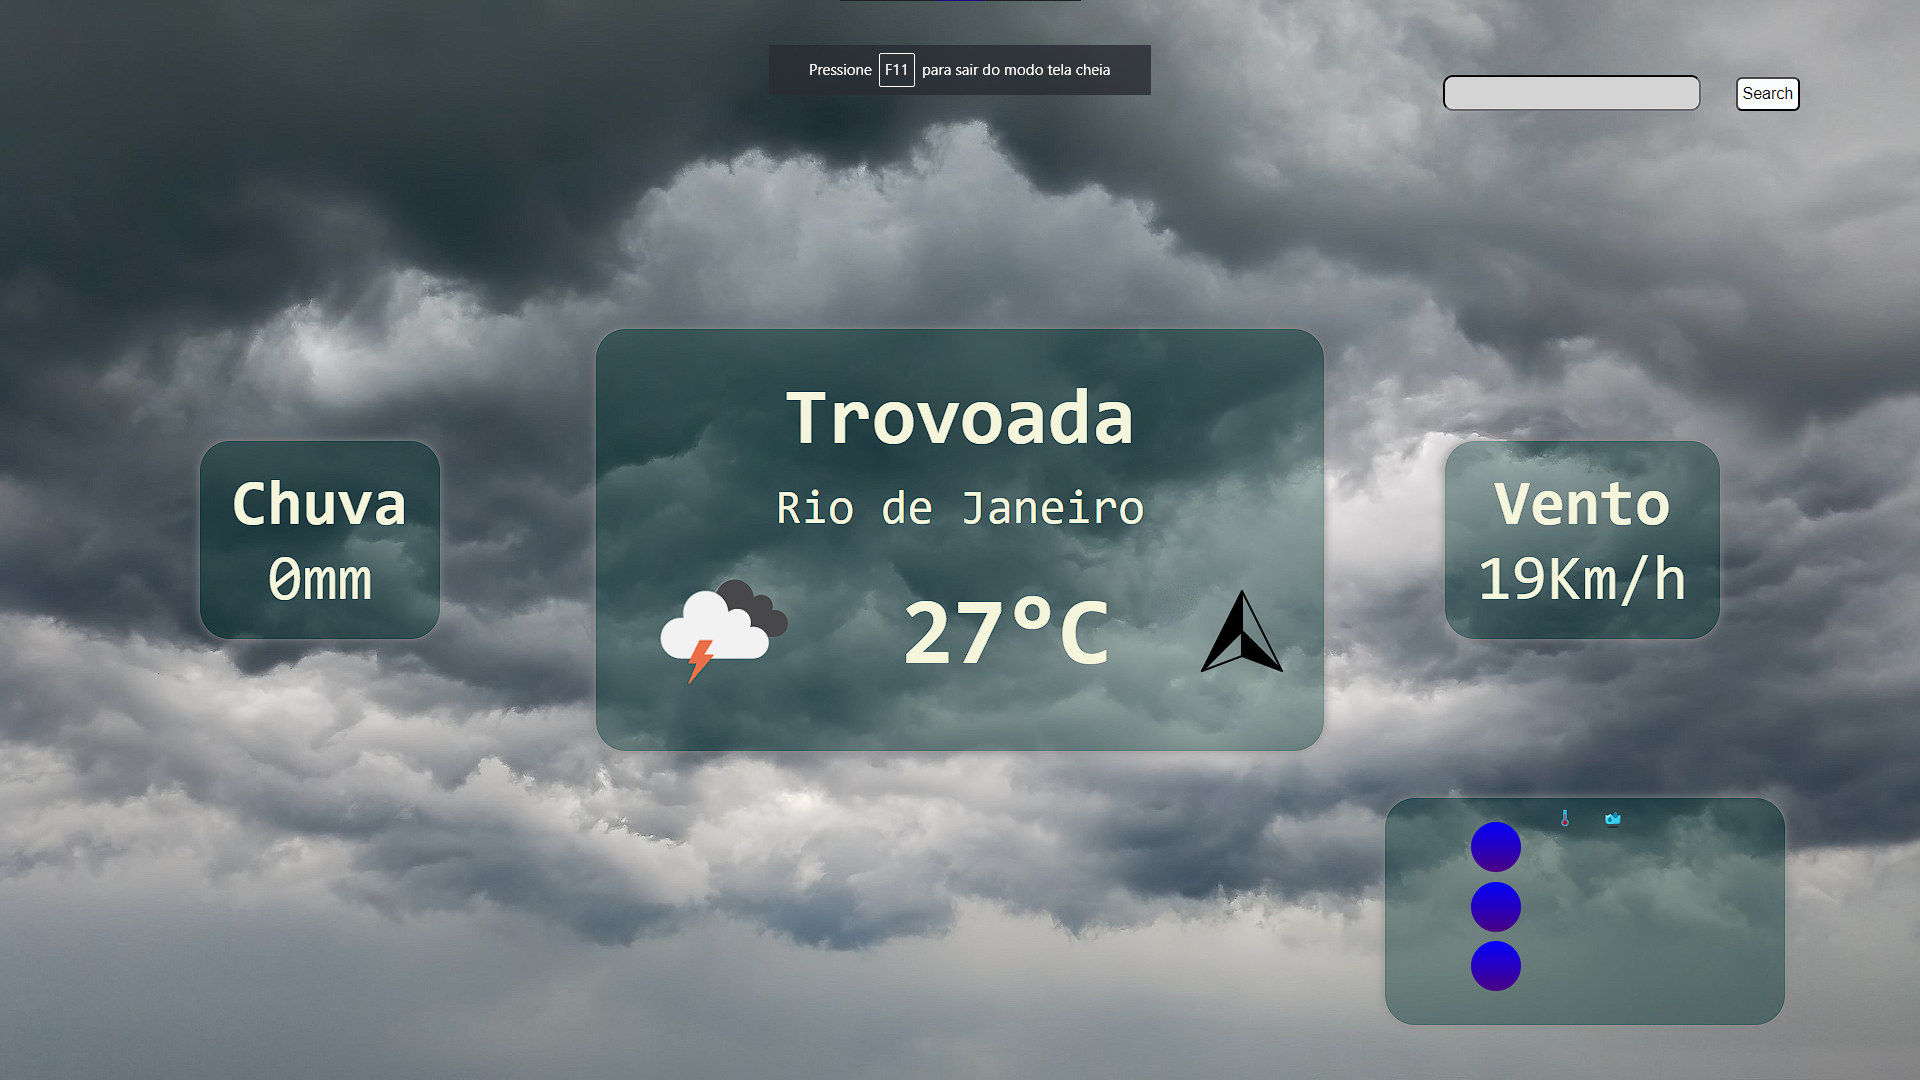 Pressione F11 para sair do modo tela cheia
Search
Trovoada
Rio de Janeiro
27°C
Chuva
0mm
Vento
19Km/h